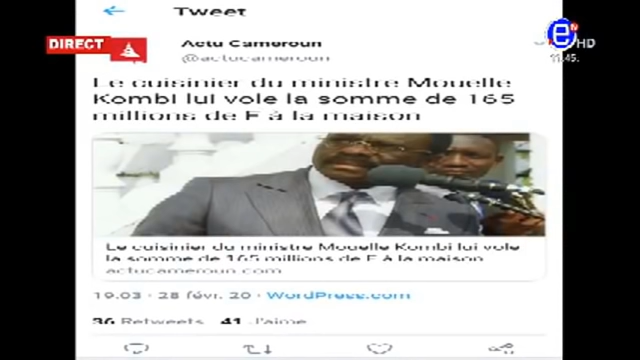 Tweet
DIRECT
Actu Cameroun
@actucameroun
e HD
11:45
Le cuisinier du ministre Mouelle
Kombi lui vole la somme de 165
millions de F à la maison
Le cuisinier du ministre Mouelle Kombi lui vole
la somme de 165 millions de F à la maison
actucameroun.com
19:03 · 28 févr. 20 · WordPress.com
36 Retweets 41 J'aime